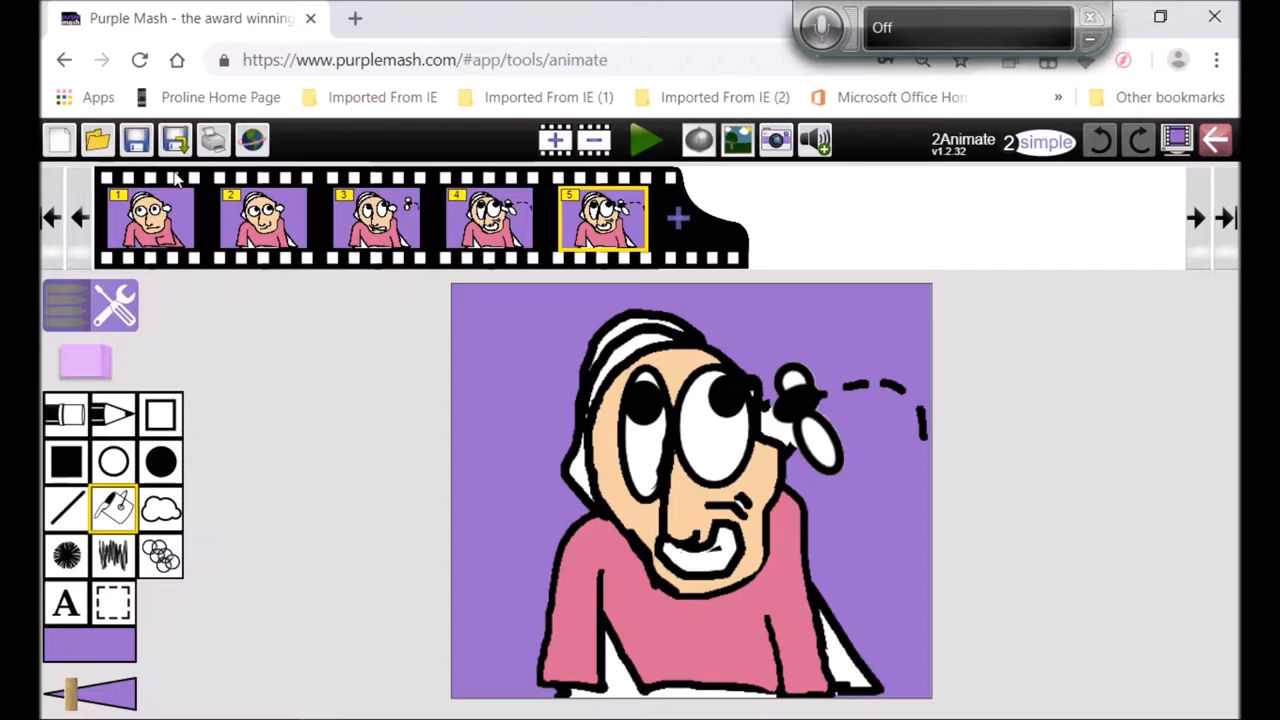 Purple Mash - the award winning
Off
https://www.purplemash.com/#app/tools/animate
Apps
Proline Home Page
Imported From IE
Imported From IE (1)
Imported From IE (2)
Microsoft Office Hom
»
Other bookmarks
2Animate
v1.2.32
2 simple
1
2
3
4
5
A